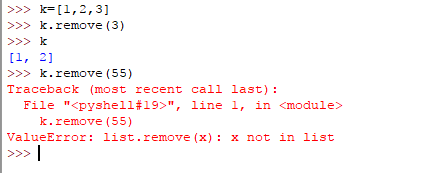 >>> k=[1,2,3]
>>> k.remove(3)
>>> k
[1, 2]
>>> k.remove(55)
Traceback (most recent call last):
  File "<pyshell#19>", line 1, in <module>
    k.remove(55)
ValueError: list.remove(x): x not in list
>>>